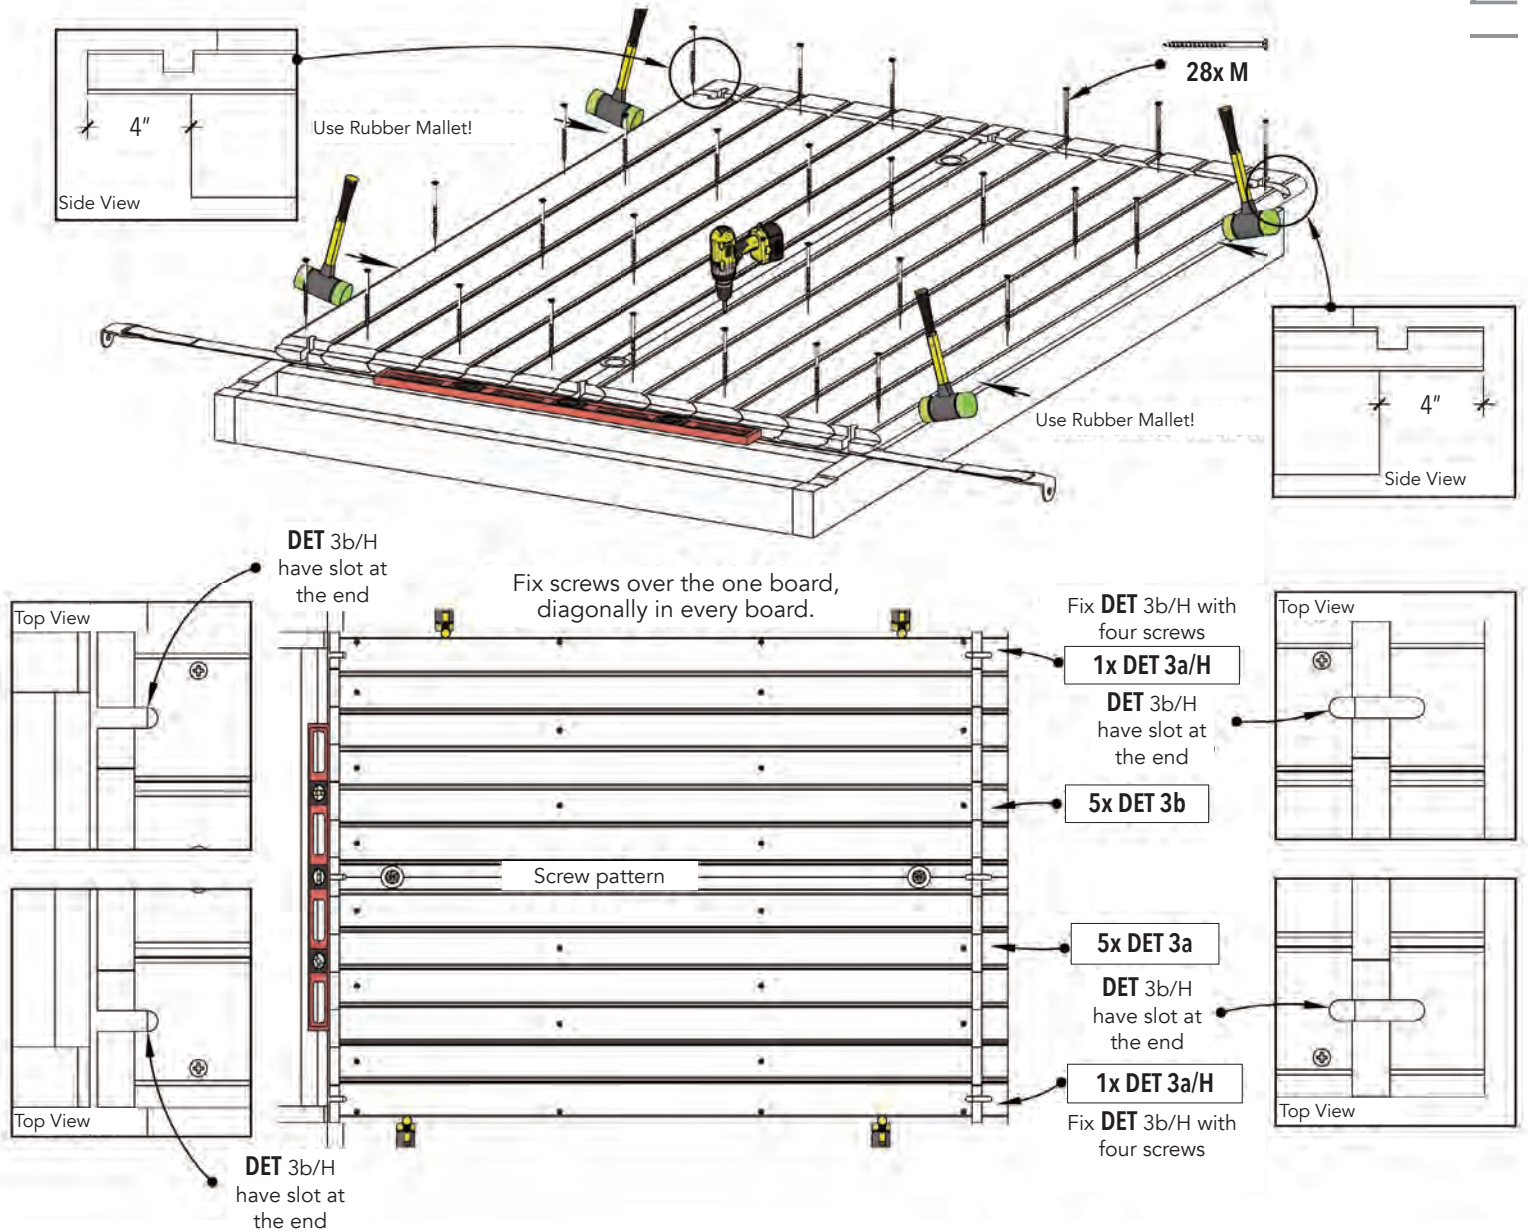 28x M
4"
Use Rubber Mallet!
Side View
4"
Use Rubber Mallet!
Side View
DET 3b/H
have slot at
the end
Fix screws over the one board,
diagonally in every board.
Fix DET 3b/H with
four screws
Top View
Top View
1x DET 3a/H
DET 3b/H
have slot at
the end
5x DET 3b
Screw pattern
5x DET 3a
DET 3b/H
have slot at
the end
1x DET 3a/H
Top View
Top View
Fix DET 3b/H with
four screws
DET 3b/H
have slot at
the end